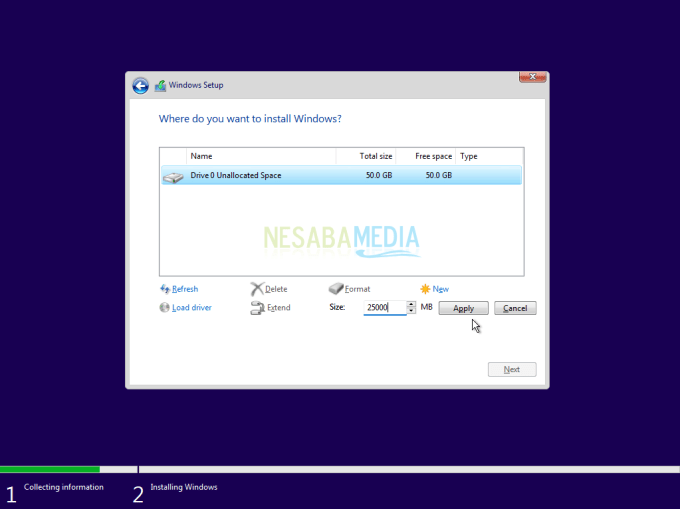 Windows Setup
Where do you want to install Windows?
Name Total size Free space Type
Drive 0 Unallocated Space 50.0 GB 50.0 GB
NESABAMEDIA
Refresh Delete Format New
Load driver Extend Size: 25000 MB Apply Cancel
Next
1 Collecting information 2 Installing Windows